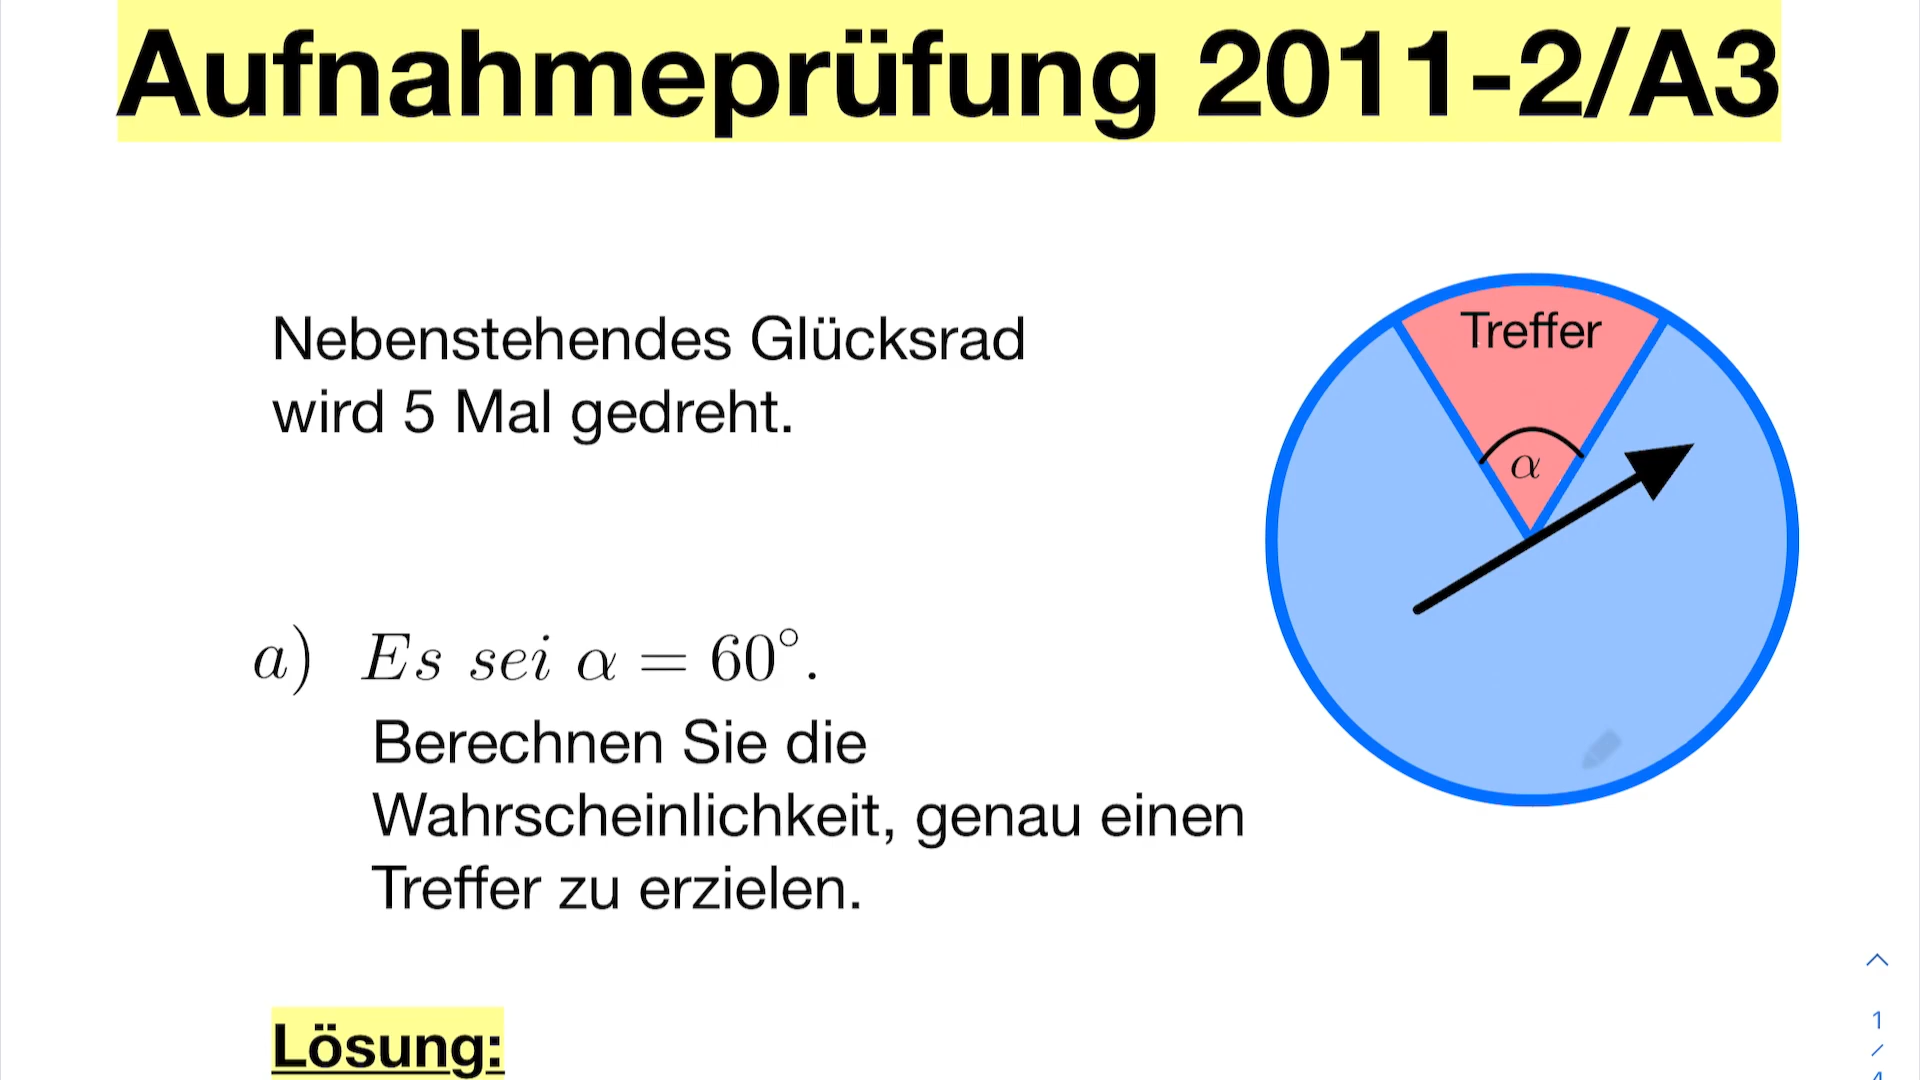 Aufnahmeprüfung 2011-2/A3
Nebenstehendes Glücksrad
wird 5 Mal gedreht.
Treffer
α
a) Es sei α = 60°.
Berechnen Sie die
Wahrscheinlichkeit, genau einen
Treffer zu erzielen.
Lösung:
1
/